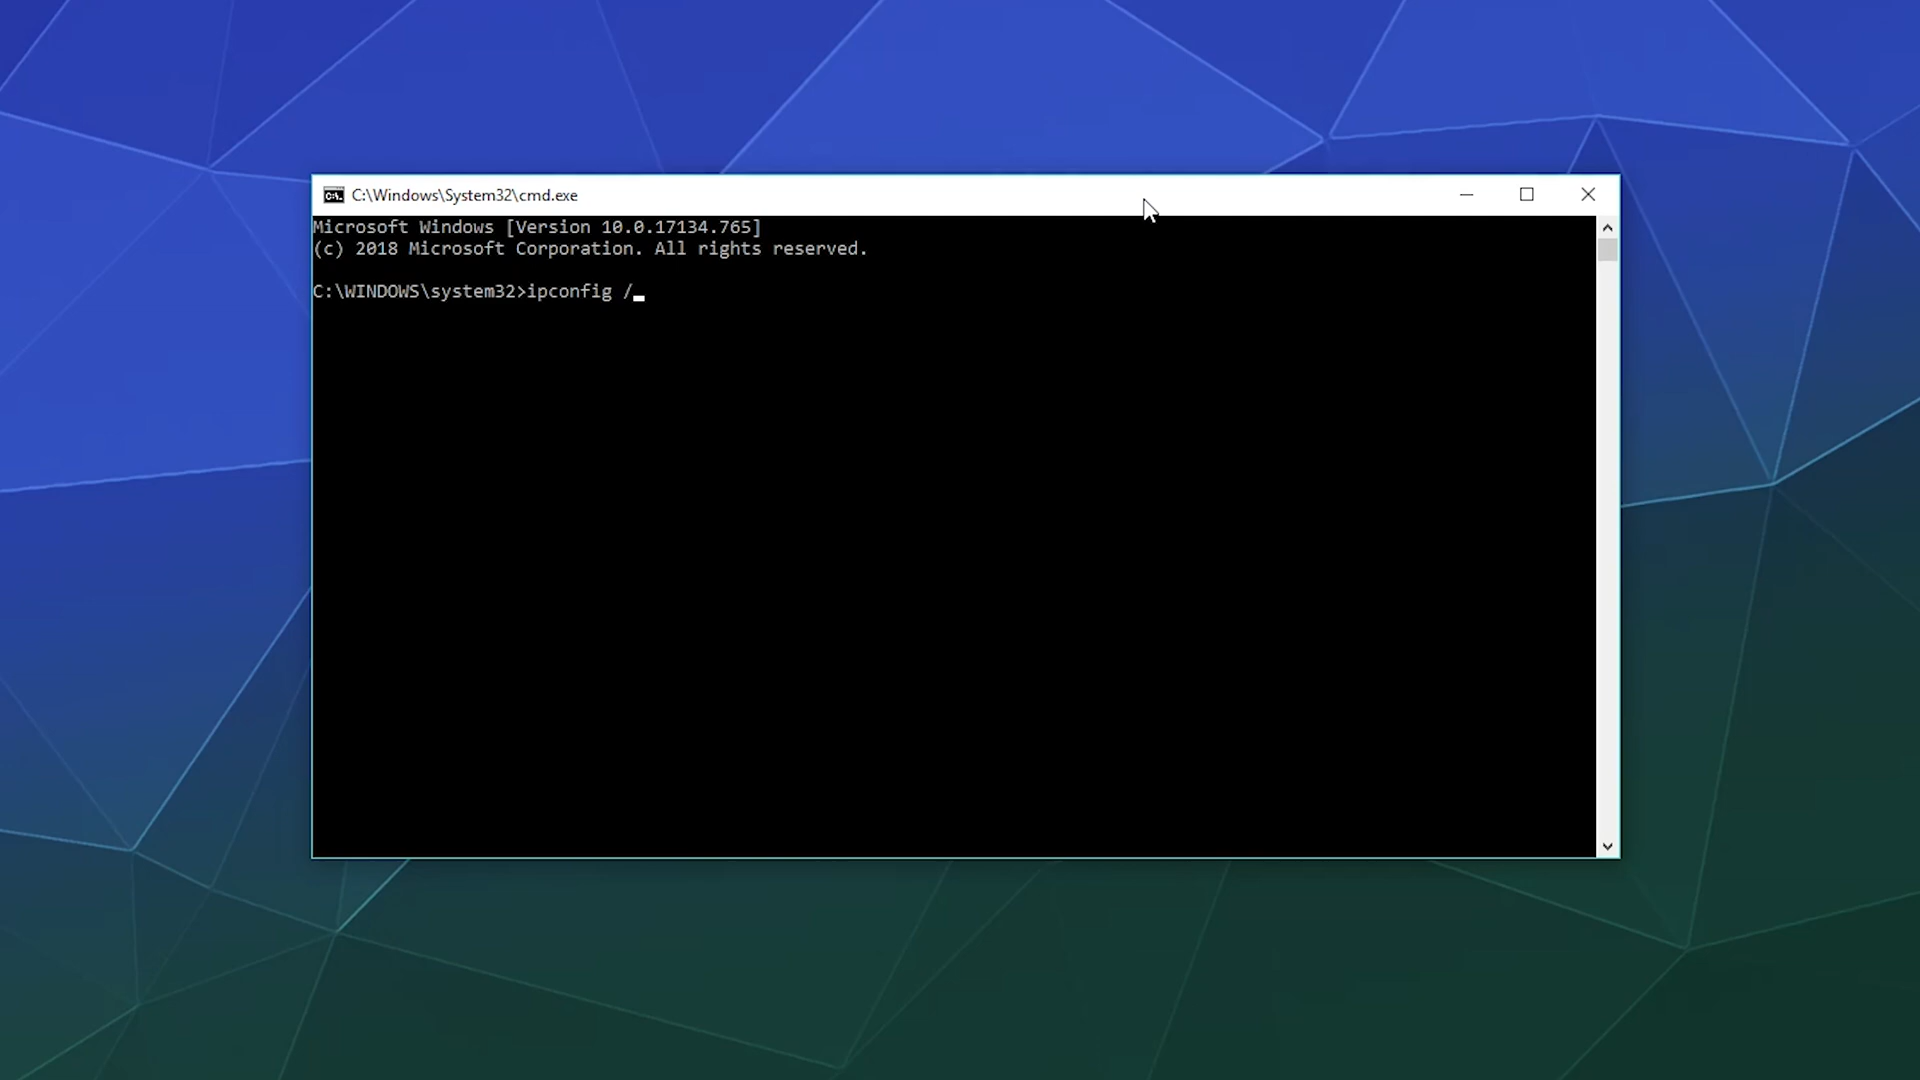 C:\Windows\System32\cmd.exe
Microsoft Windows [Version 10.0.17134.765]
(c) 2018 Microsoft Corporation. All rights reserved.
C:\WINDOWS\system32>ipconfig /